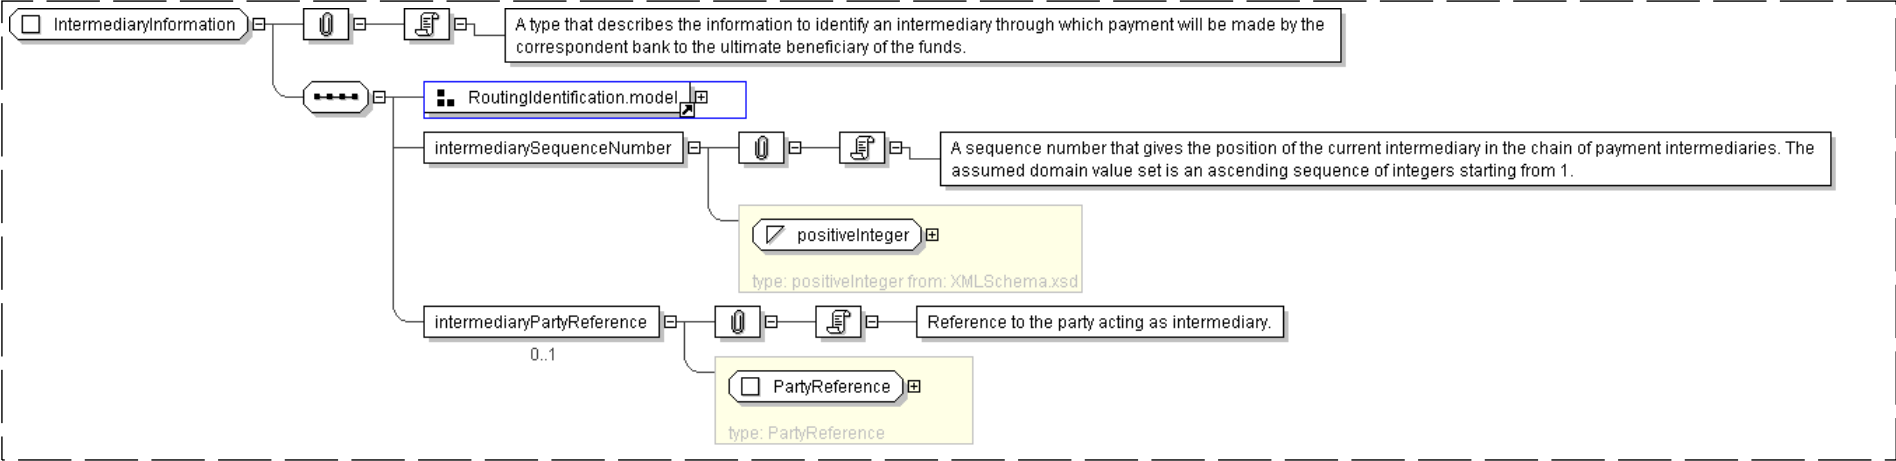 IntermediaryInformation
A type that describes the information to identify an intermediary through which payment will be made by the
correspondent bank to the ultimate beneficiary of the funds.
RoutingIdentification.model
intermediarySequenceNumber
A sequence number that gives the position of the current intermediary in the chain of payment intermediaries. The
assumed domain value set is an ascending sequence of integers starting from 1.
positiveInteger
type: positiveInteger from: XMLSchema.xsd
intermediaryPartyReference
Reference to the party acting as intermediary.
0..1
PartyReference
type: PartyReference